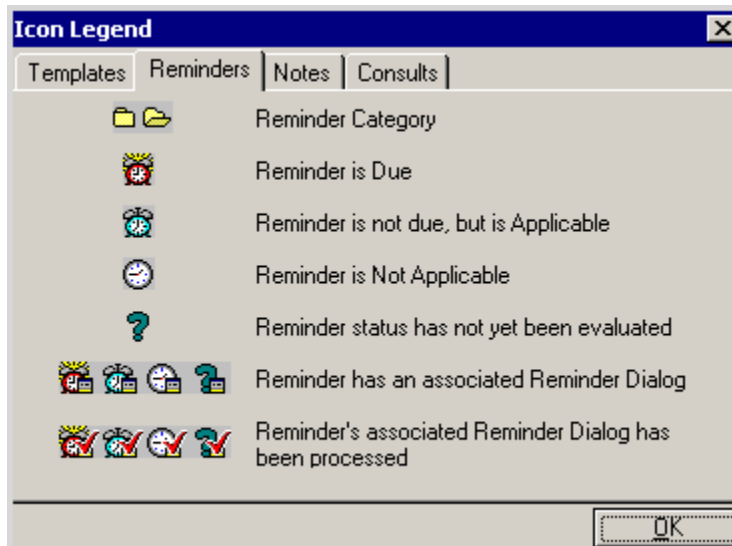 Icon Legend
Templates Reminders Notes Consults
Reminder Category
Reminder is Due
Reminder is not due, but is Applicable
Reminder is Not Applicable
Reminder status has not yet been evaluated
Reminder has an associated Reminder Dialog
Reminder's associated Reminder Dialog has
been processed
OK